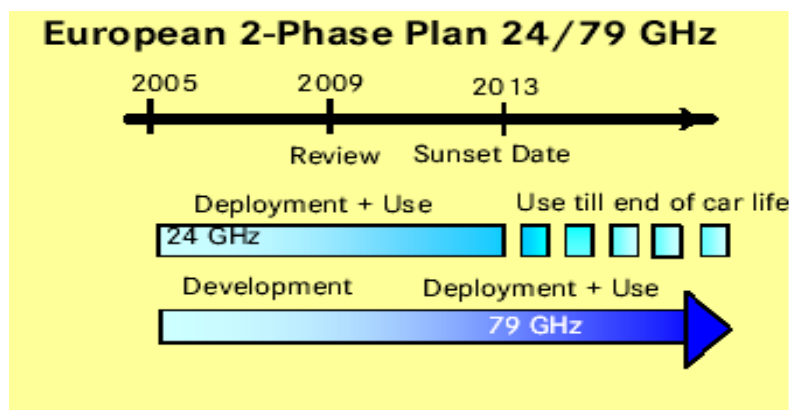 European 2-Phase Plan 24/79 GHz
2005 2009 2013
Review Sunset Date
Deployment + Use Use till end of car life
24 GHz
Development Deployment + Use
79 GHz